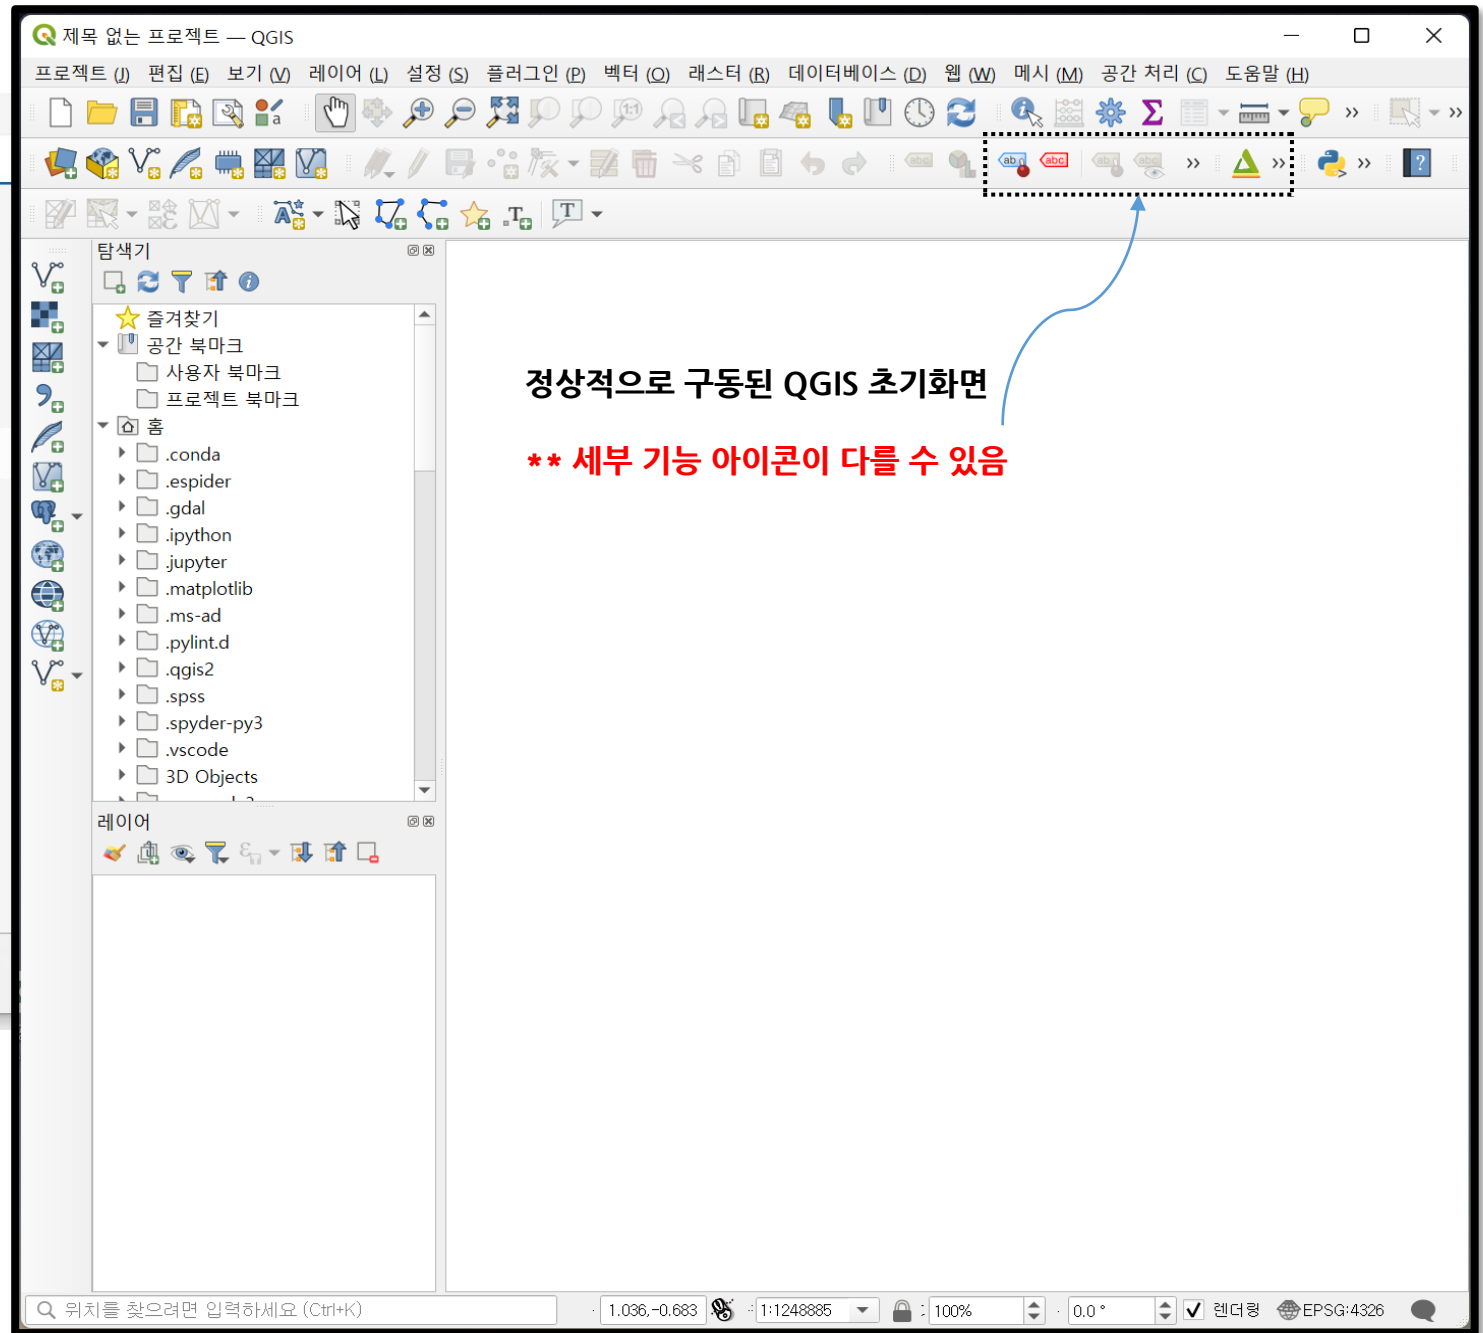 제목 없는 프로젝트 — QGIS
프로젝트 (J) 편집 (E) 보기 (V) 레이어 (L) 설정 (S) 플러그인 (P) 벡터 (O) 래스터 (R) 데이터베이스 (D) 웹 (W) 메시 (M) 공간 처리 (C) 도움말 (H)
탐색기
즐겨찾기
공간 북마크
사용자 북마크
프로젝트 북마크
홈
.conda
.espider
.gdal
.ipython
.jupyter
.matplotlib
.ms-ad
.pylint.d
.qgis2
.spss
.spyder-py3
.vscode
3D Objects
정상적으로 구동된 QGIS 초기화면
** 세부 기능 아이콘이 다를 수 있음
레이어
위치를 찾으려면 입력하세요 (Ctrl+K) 1.036,-0.683 1:1248885 100% 0.0 ° 렌더링 EPSG:4326